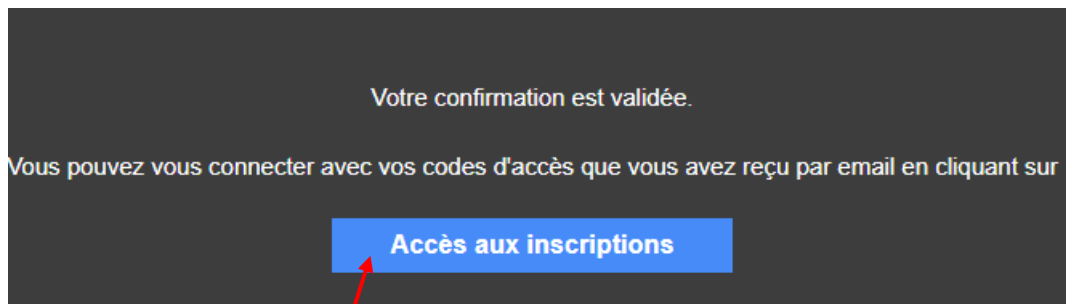 Votre confirmation est validée.
Vous pouvez vous connecter avec vos codes d'accès que vous avez reçu par email en cliquant sur
Accès aux inscriptions